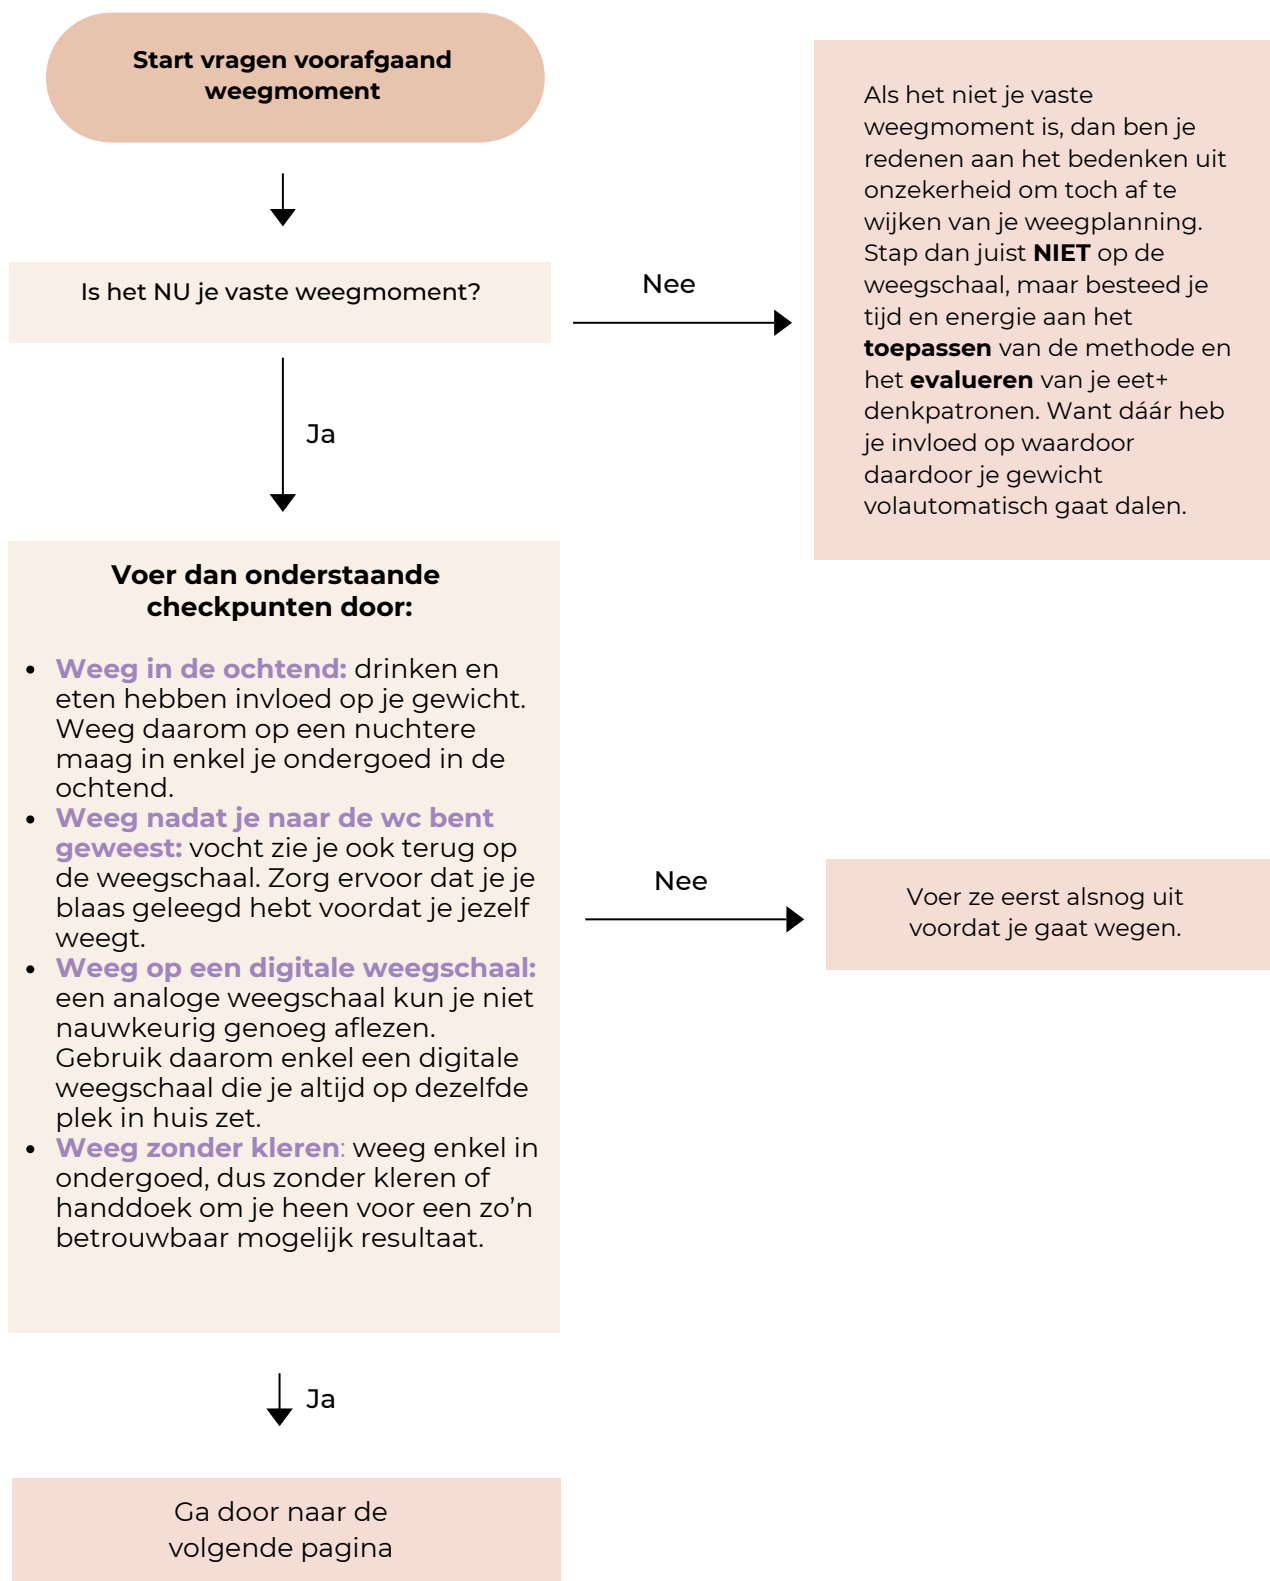 Start vragen voorafgaand
weegmoment
Is het NU je vaste weegmoment?
Nee
Als het niet je vaste
weegmoment is, dan ben je
redenen aan het bedenken uit
onzekerheid om toch af te
wijken van je weegplanning.
Stap dan juist NIET op de
weegschaal, maar besteed je
tijd en energie aan het
toepassen van de methode en
het evalueren van je eet+
denkpatronen. Want dáár heb
je invloed op waardoor
daardoor je gewicht
volautomatisch gaat dalen.
Ja
Voer dan onderstaande
checkpunten door:
• Weeg in de ochtend: drinken en
eten hebben invloed op je gewicht.
Weeg daarom op een nuchtere
maag in enkel je ondergoed in de
ochtend.
• Weeg nadat je naar de wc bent
geweest: vocht zie je ook terug op
de weegschaal. Zorg ervoor dat je je
blaas geleegd hebt voordat je jezelf
weegt.
• Weeg op een digitale weegschaal:
een analoge weegschaal kun je niet
nauwkeurig genoeg aflezen.
Gebruik daarom enkel een digitale
weegschaal die je altijd op dezelfde
plek in huis zet.
• Weeg zonder kleren: weeg enkel in
ondergoed, dus zonder kleren of
handdoek om je heen voor een zo'n
betrouwbaar mogelijk resultaat.
Nee
Voer ze eerst alsnog uit
voordat je gaat wegen.
Ja
Ga door naar de
volgende pagina